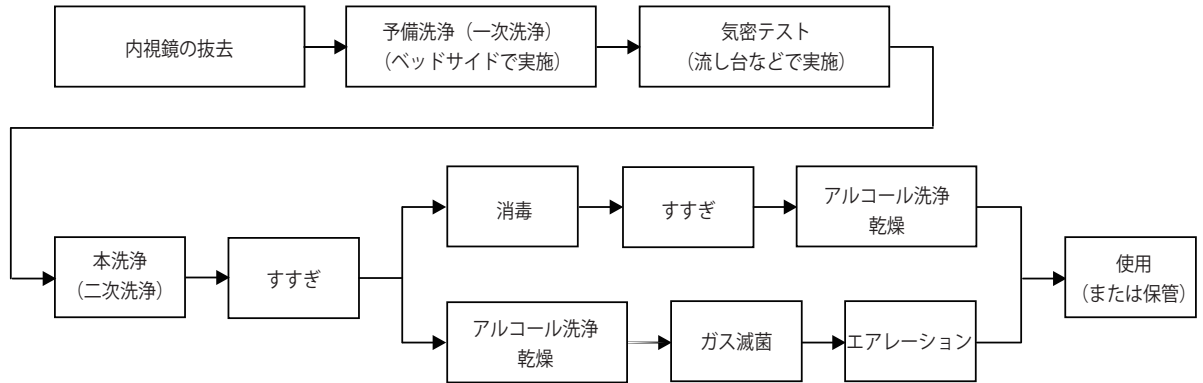 内視鏡の抜去
予備洗浄（一次洗浄）
（ベッドサイドで実施）
気密テスト
（流し台などで実施）
本洗浄
（二次洗浄）
すすぎ
消毒
すすぎ
アルコール洗浄
乾燥
アルコール洗浄
乾燥
ガス滅菌
エアレーション
使用
（または保管）